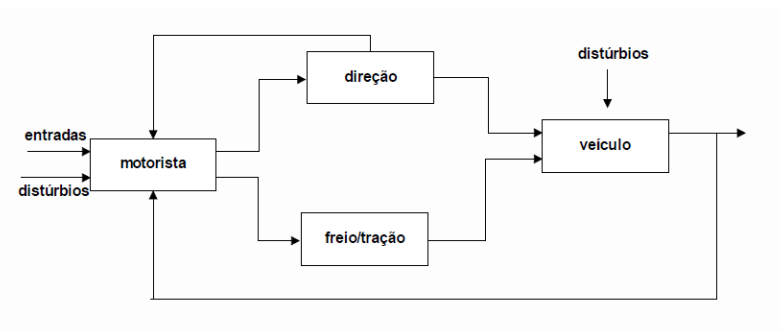 direção
distúrbios
entradas
motorista
veículo
distúrbios
freio/tração